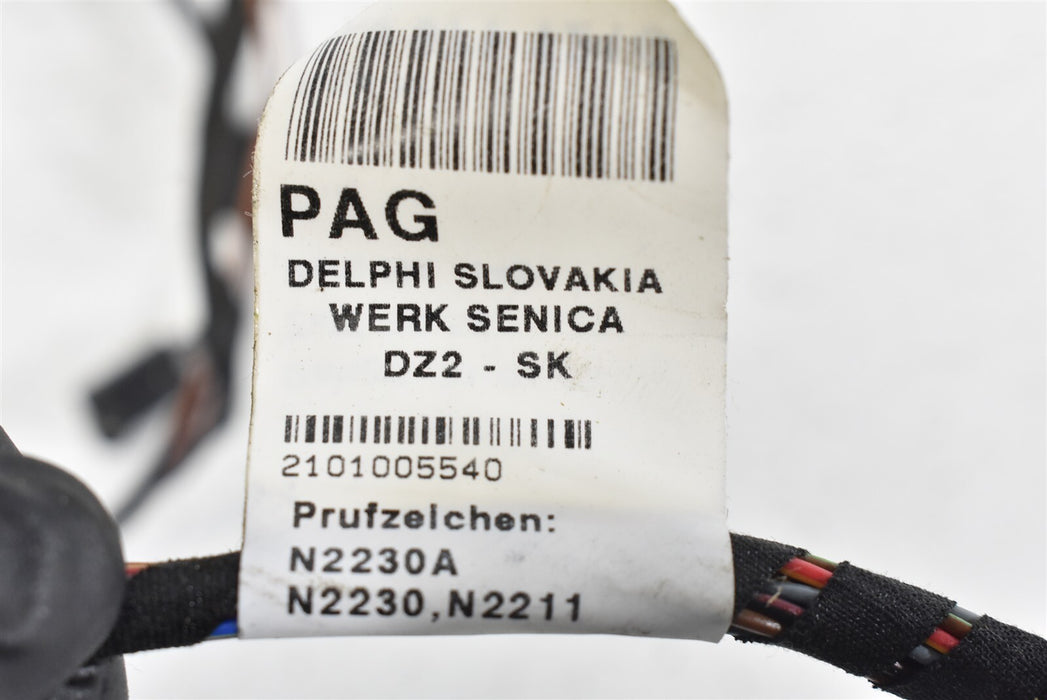 PAG
DELPHI SLOVAKIA
WERK SENICA
DZ2 - SK
2101005540
Prufzeichen:
N2230A
N2230,N2211